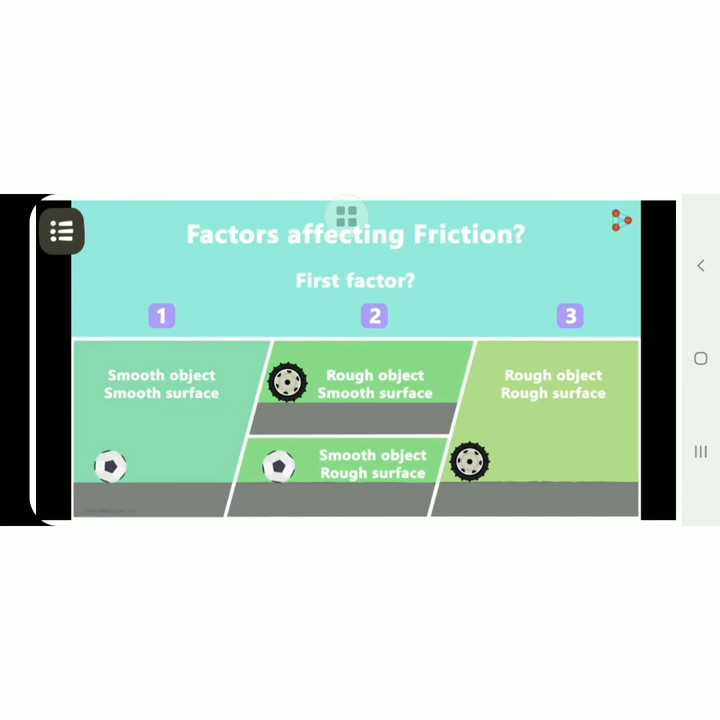 Factors affecting Friction?
First factor?
1
2
3
Smooth object
Smooth surface
Rough object
Smooth surface
Smooth object
Rough surface
Rough object
Rough surface